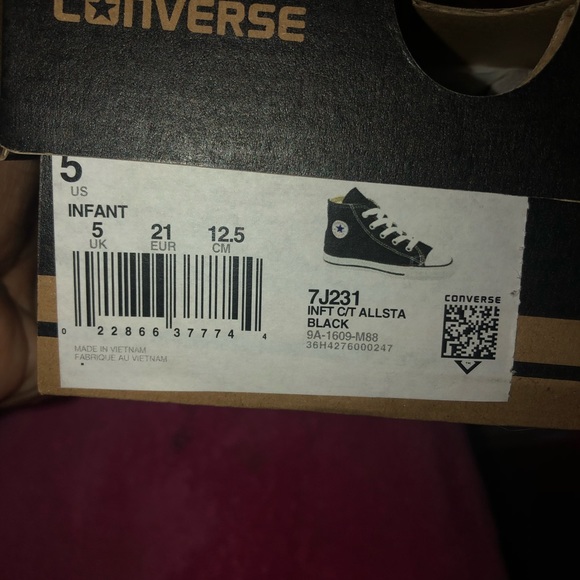 CONVERSE
5
US
INFANT
5 21 12.5
UK EUR CM
0 22866 37774 4
MADE IN VIETNAM
FABRIQUE AU VIETNAM
7J231
INFT C/T ALLSTA
BLACK
9A-1609-M88
36H4276000247
CONVERSE